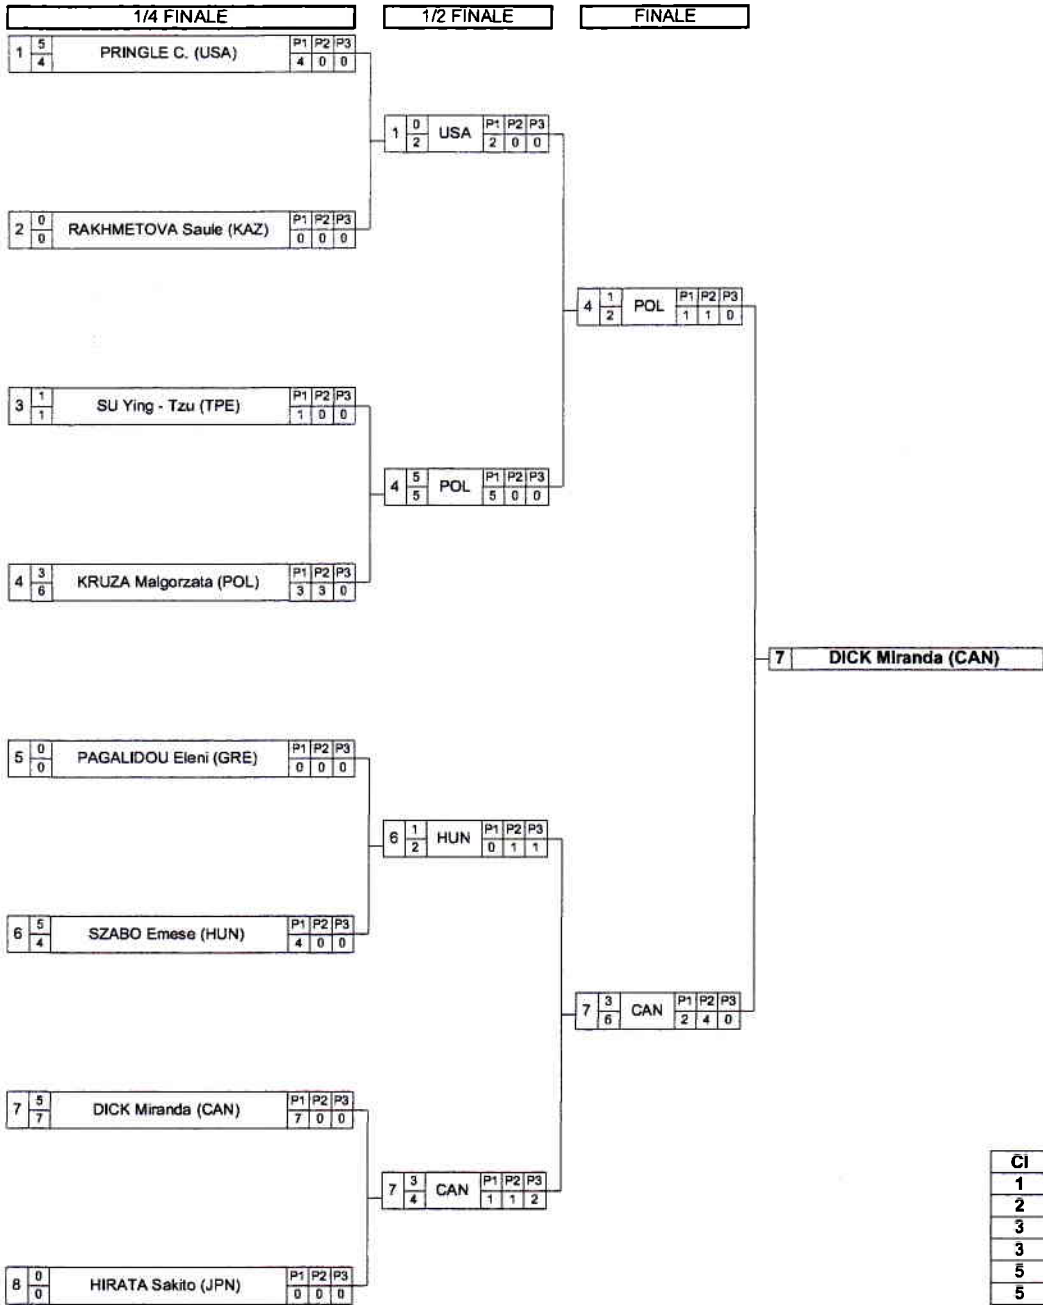 1/4 FINALE 1/2 FINALE FINALE
1 5 4 PRINGLE C. (USA) P1 P2 P3 4 0 0
1 0 2 USA P1 P2 P3 2 0 0
2 0 0 RAKHMETOVA Saule (KAZ) P1 P2 P3 0 0 0
4 1 2 POL P1 P2 P3 1 1 0
3 1 1 SU Ying - Tzu (TPE) P1 P2 P3 1 0 0
4 5 5 POL P1 P2 P3 5 0 0
4 3 6 KRUZA Malgorzata (POL) P1 P2 P3 3 3 0
7 DICK Miranda (CAN)
5 0 0 PAGALIDOU Eleni (GRE) P1 P2 P3 0 0 0
6 1 2 HUN P1 P2 P3 0 1 1
6 5 4 SZABO Emese (HUN) P1 P2 P3 4 0 0
7 3 6 CAN P1 P2 P3 2 4 0
7 5 7 DICK Miranda (CAN) P1 P2 P3 7 0 0
7 3 4 CAN P1 P2 P3 1 1 2
8 0 0 HIRATA Sakito (JPN) P1 P2 P3 0 0 0
Cl
1
2
3
3
5
5